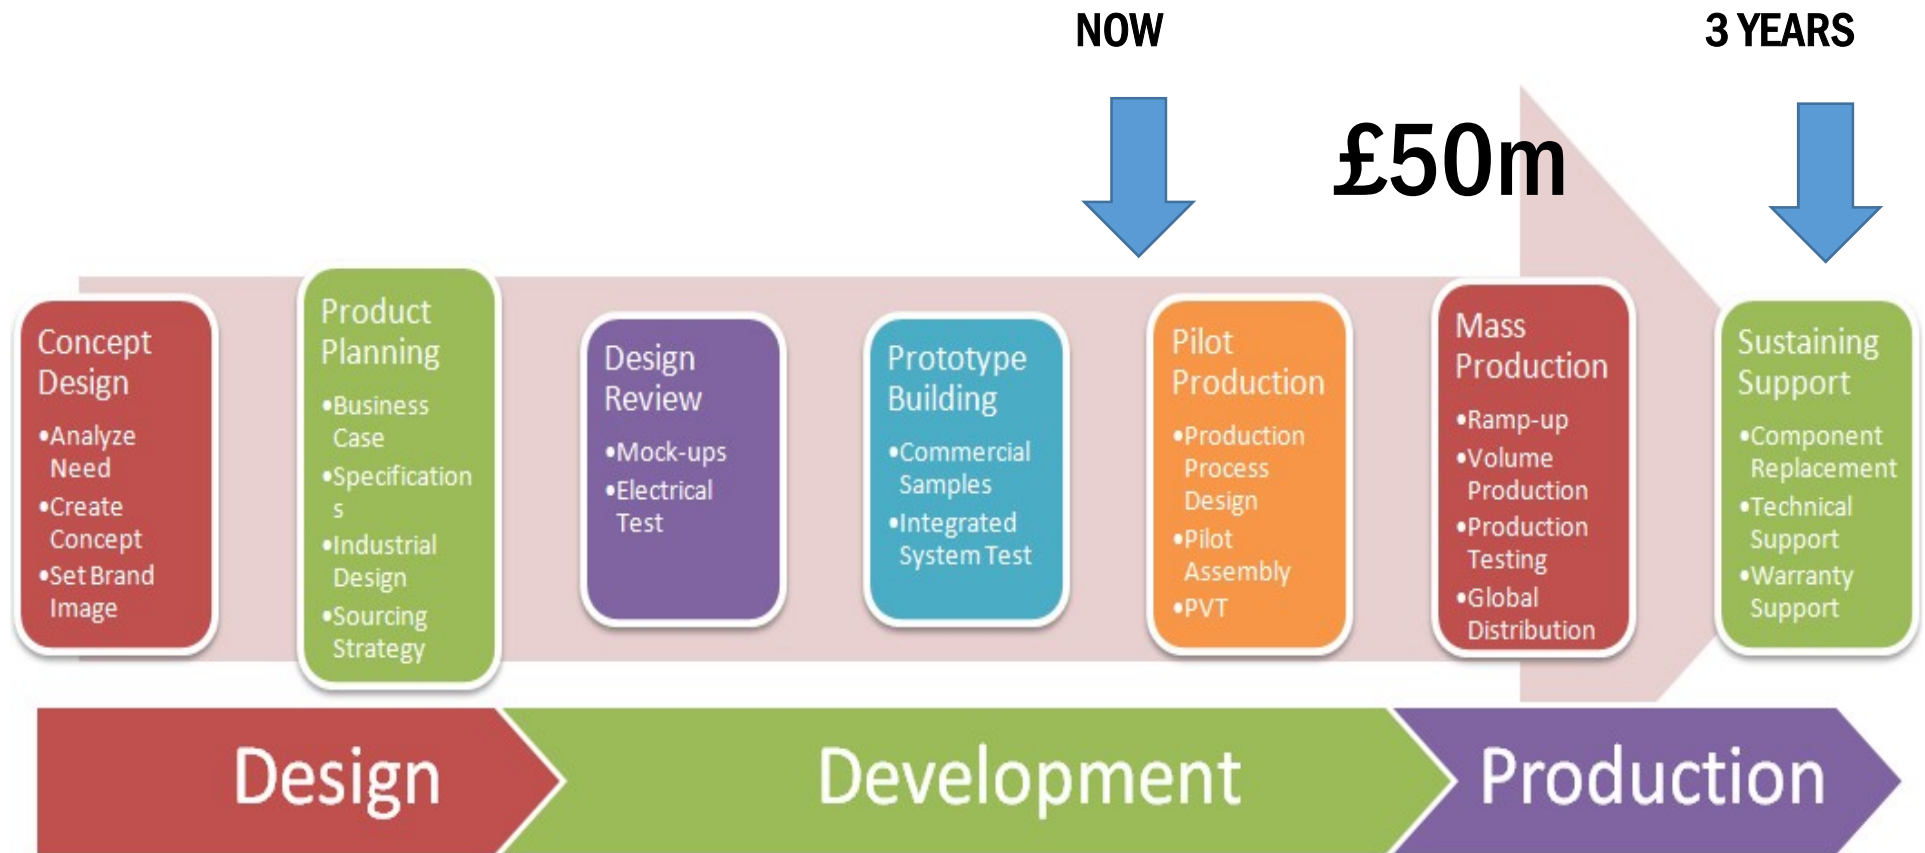 NOW
3 YEARS
£50m
Concept
Design
•Analyze
Need
•Create
Concept
•Set Brand
Image
Product
Planning
•Business
Case
•Specification
s
•Industrial
Design
•Sourcing
Strategy
Design
Review
•Mock-ups
•Electrical
Test
Prototype
Building
•Commercial
Samples
•Integrated
System Test
Pilot
Production
•Production
Process
Design
•Pilot
Assembly
•PVT
Mass
Production
•Ramp-up
•Volume
Production
•Production
Testing
•Global
Distribution
Sustaining
Support
•Component
Replacement
•Technical
Support
•Warranty
Support
Design
Development
Production